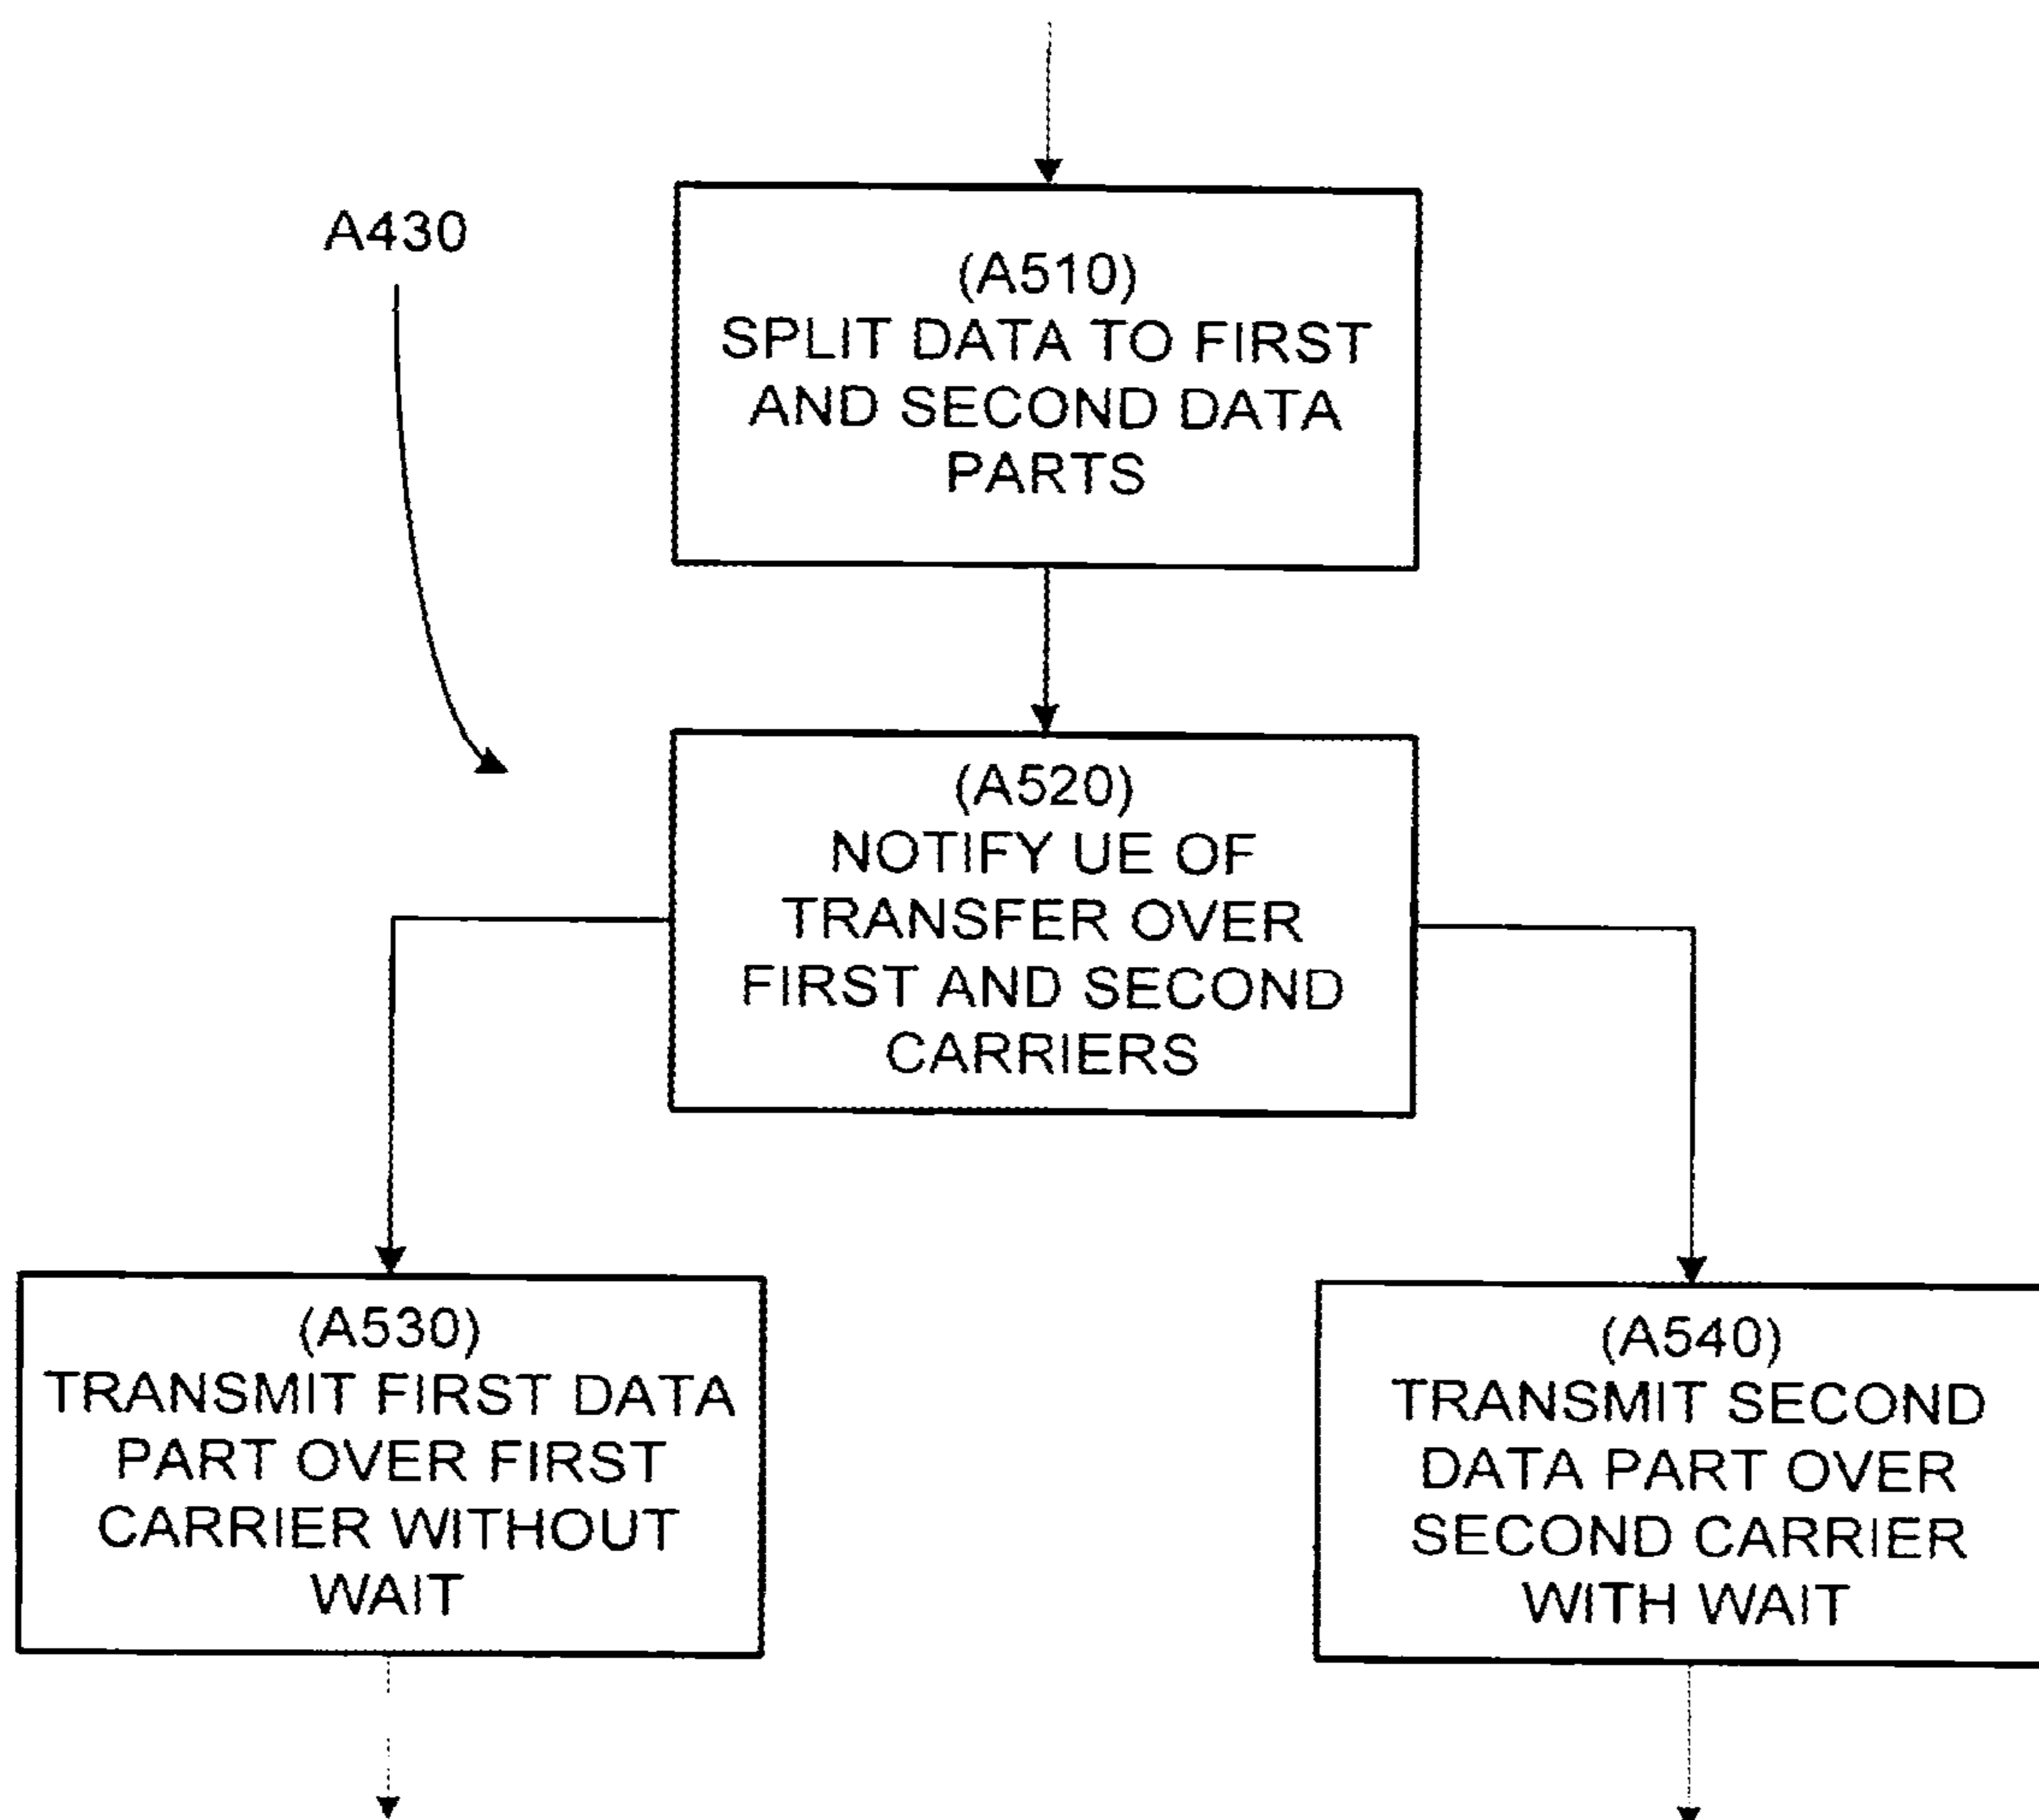 A430
(A510)
SPLIT DATA TO FIRST
AND SECOND DATA
PARTS
(A520)
NOTIFY UE OF
TRANSFER OVER
FIRST AND SECOND
CARRIERS
(A530)
TRANSMIT FIRST DATA
PART OVER FIRST
CARRIER WITHOUT
WAIT
(A540)
TRANSMIT SECOND
DATA PART OVER
SECOND CARRIER
WITH WAIT